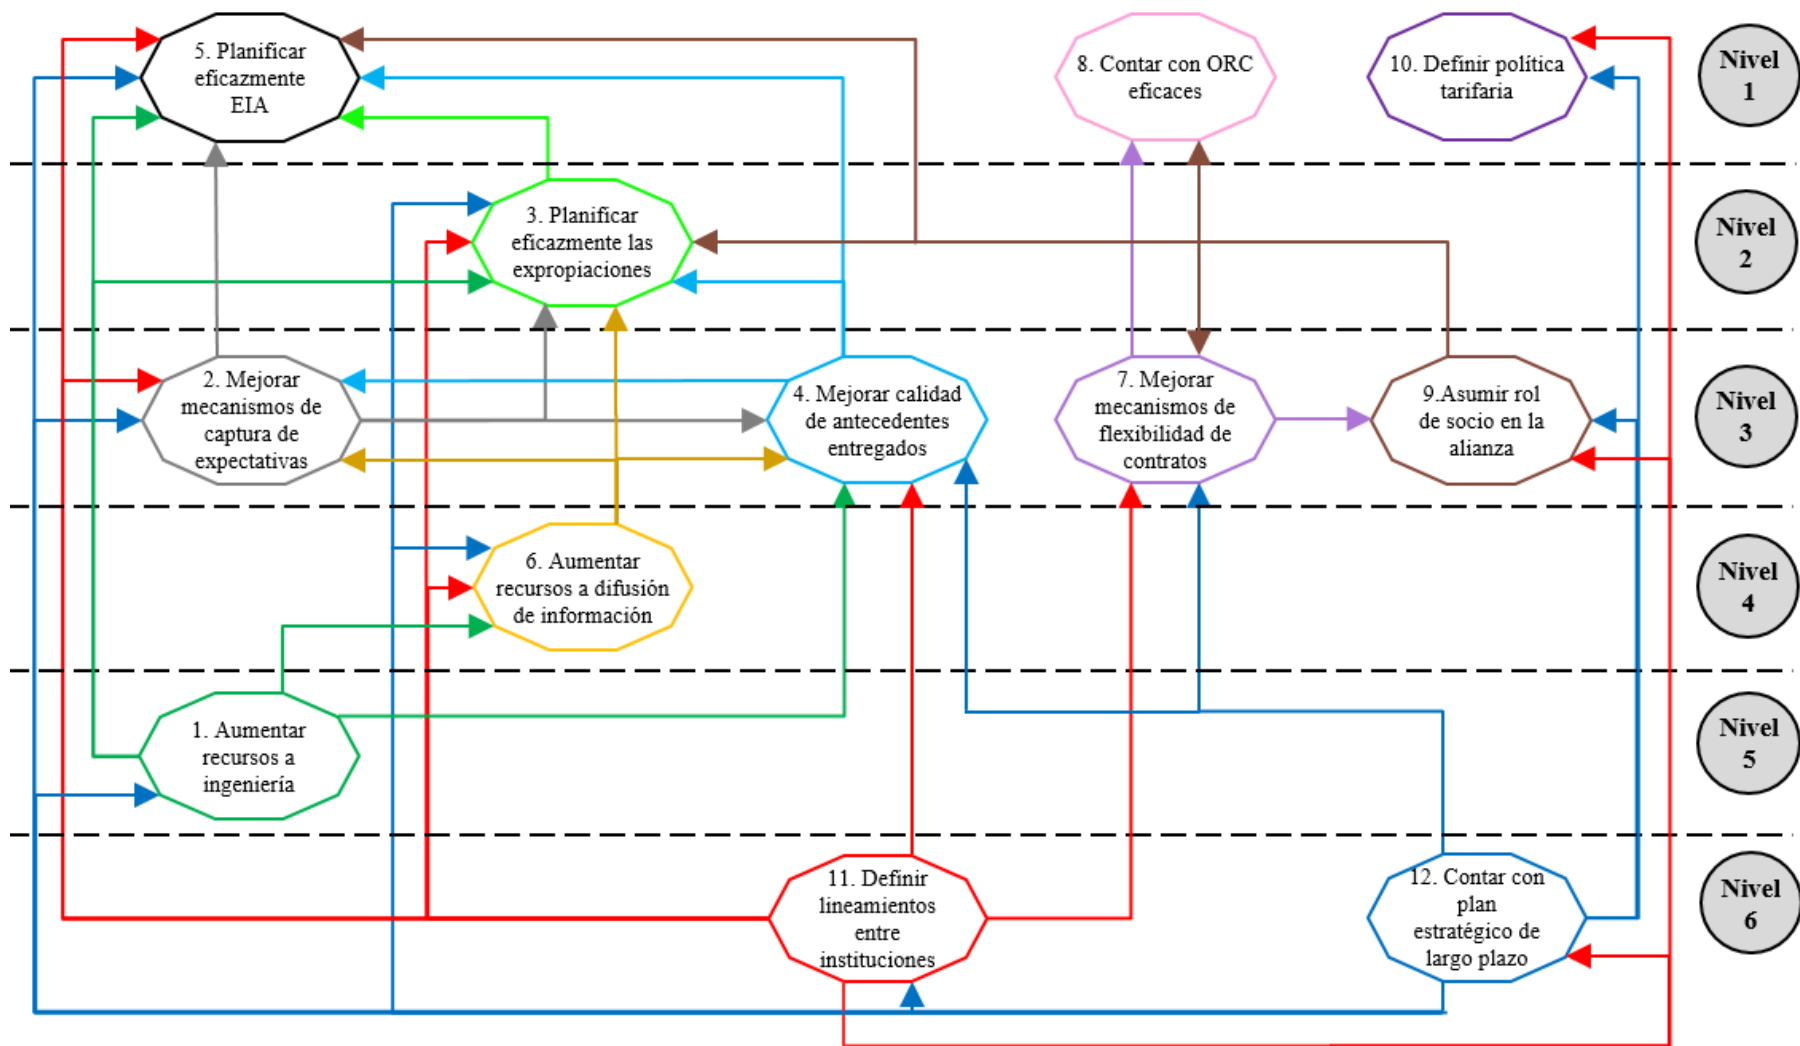 5. Planificar
eficazmente
EIA
8. Contar con ORC
eficaces
10. Definir política
tarifaria
Nivel
1
3. Planificar
eficazmente las
expropiaciones
Nivel
2
2. Mejorar
mecanismos de
captura de
expectativas
4. Mejorar calidad
de antecedentes
entregados
7. Mejorar
mecanismos de
flexibilidad de
contratos
9.Asumir rol
de socio en la
alianza
Nivel
3
6. Aumentar
recursos a difusión
de información
Nivel
4
1. Aumentar
recursos a
ingeniería
Nivel
5
11. Definir
lineamientos
entre
instituciones
12. Contar con
plan
estratégico de
largo plazo
Nivel
6